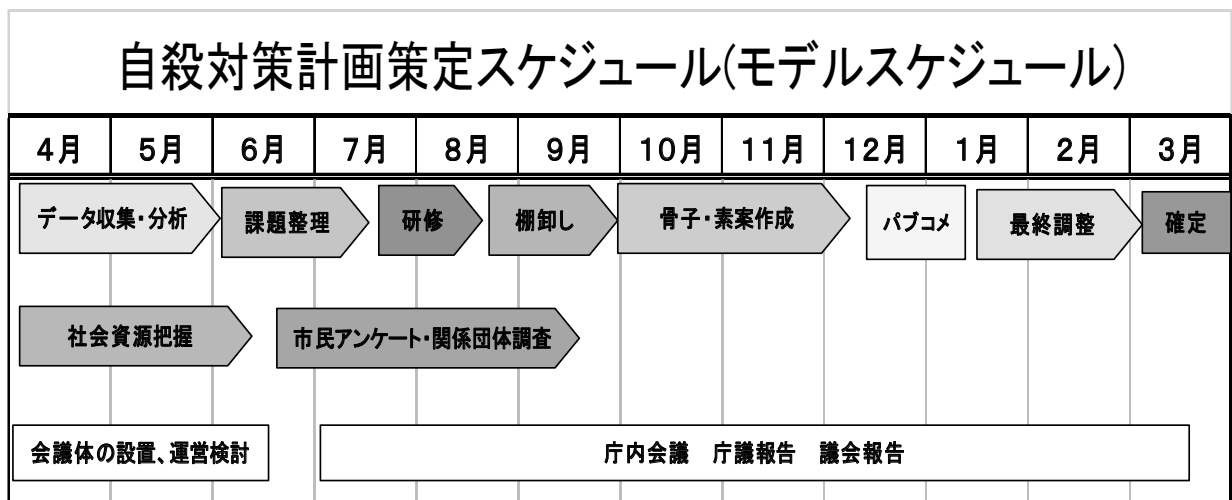 自殺対策計画策定スケジュール(モデルスケジュール)
4月 5月 6月 7月 8月 9月 10月 11月 12月 1月 2月 3月
データ収集・分析 課題整理 研修 棚卸し 骨子・素案作成 パブコメ 最終調整 確定
社会資源把握 市民アンケート・関係団体調査
会議体の設置、運営検討 庁内会議 庁議報告 議会報告